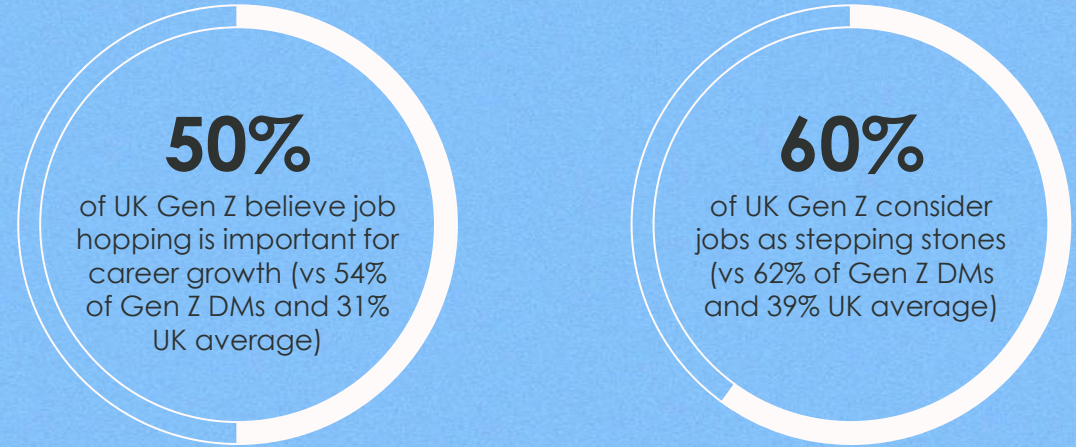 50%
of UK Gen Z believe job
hopping is important for
career growth (vs 54%
of Gen Z DMs and 31%
UK average)
60%
of UK Gen Z consider
jobs as stepping stones
(vs 62% of Gen Z DMs
and 39% UK average)